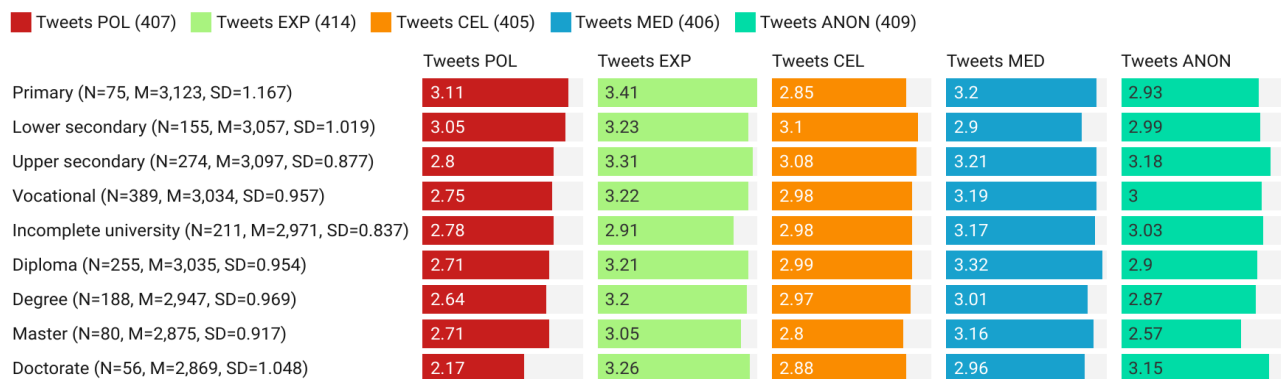 Tweets POL (407) Tweets EXP (414) Tweets CEL (405) Tweets MED (406) Tweets ANON (409)
Tweets POL Tweets EXP Tweets CEL Tweets MED Tweets ANON
Primary (N=75, M=3,123, SD=1.167) 3.11 3.41 2.85 3.2 2.93
Lower secondary (N=155, M=3,057, SD=1.019) 3.05 3.23 3.1 2.9 2.99
Upper secondary (N=274, M=3,097, SD=0.877) 2.8 3.31 3.08 3.21 3.18
Vocational (N=389, M=3,034, SD=0.957) 2.75 3.22 2.98 3.19 3
Incomplete university (N=211, M=2,971, SD=0.837) 2.78 2.91 2.98 3.17 3.03
Diploma (N=255, M=3,035, SD=0.954) 2.71 3.21 2.99 3.32 2.9
Degree (N=188, M=2,947, SD=0.969) 2.64 3.2 2.97 3.01 2.87
Master (N=80, M=2,875, SD=0.917) 2.71 3.05 2.8 3.16 2.57
Doctorate (N=56, M=2,869, SD=1.048) 2.17 3.26 2.88 2.96 3.15